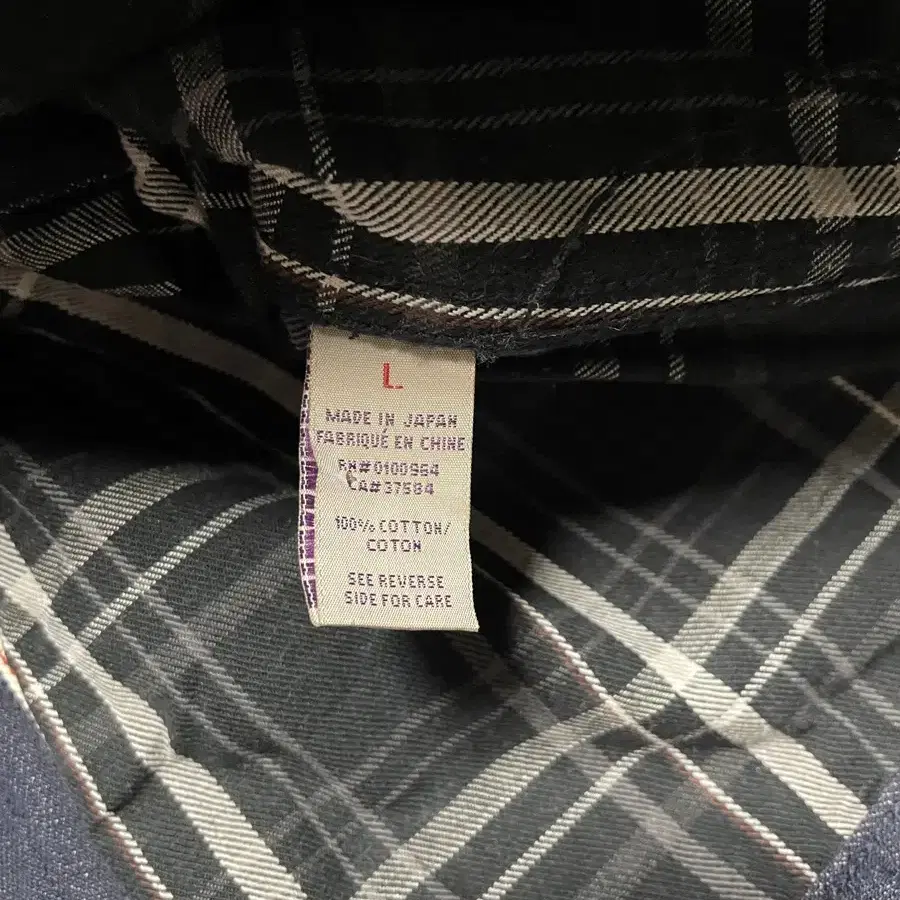 L
MADE IN JAPAN
FABRIQUÉ EN CHINE
RN#0100964
CA#37584
100% COTTON/
COTON
SEE REVERSE
SIDE FOR CARE